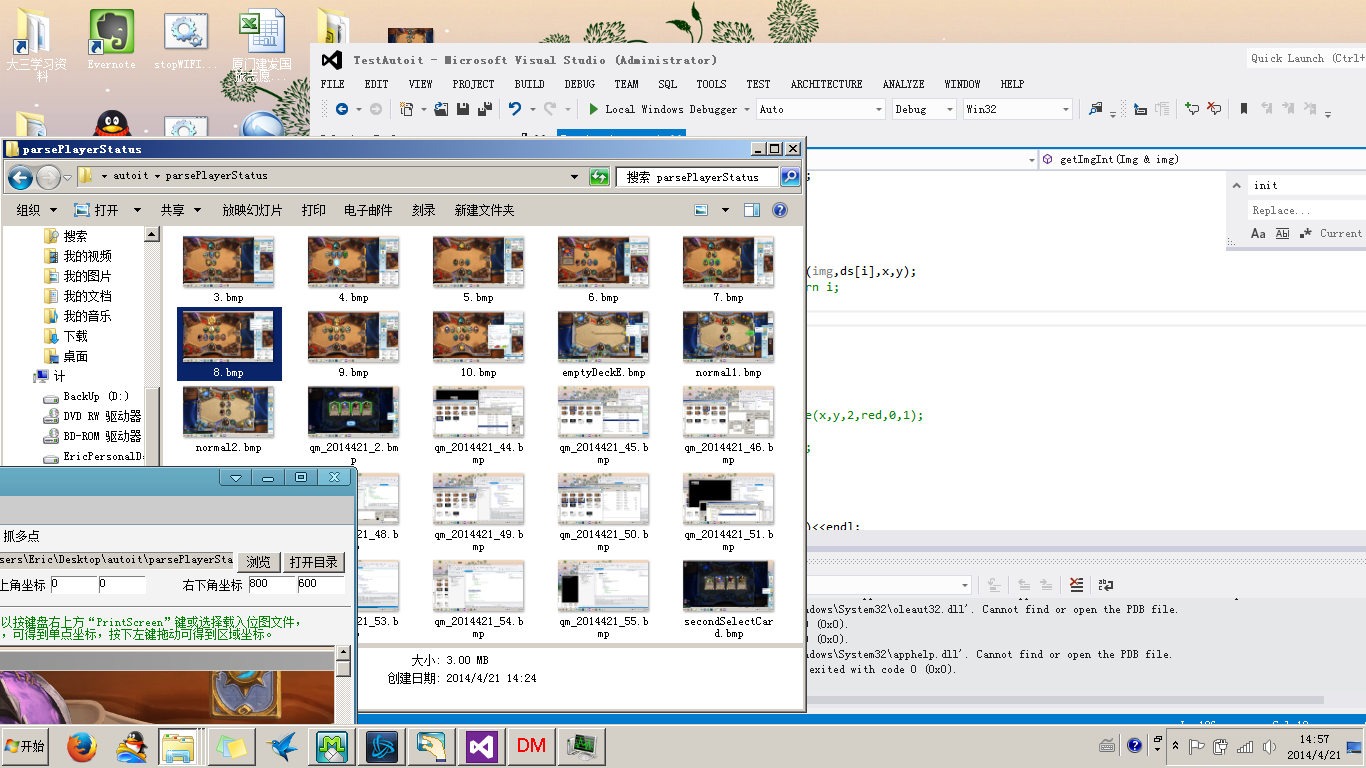 大三学习资料
Evernote
stopWIFI...
厦门建发国
TestAutoit - Microsoft Visual Studio (Administrator)
Quick Launch (Ctrl+
FILE EDIT VIEW PROJECT BUILD DEBUG TEAM SQL TOOLS TEST ARCHITECTURE ANALYZE WINDOW HELP
Local Windows Debugger Auto Debug Win32
getImgInt(Img & img)
init
Replace...
Aa Ab .* Current
(img,ds[i],x,y);
rn i;
e(x,y,2,red,0,1);
)<<endl;
ndows\System32\oleaut32.dll'. Cannot find or open the PDB file.
(0x0).
(0x0).
ndows\System32\apphelp.dll'. Cannot find or open the PDB file.
exited with code 0 (0x0).
parsePlayerStatus
autoit parsePlayerStatus
搜索 parsePlayerStatus
组织 打开 共享 放映幻灯片 打印 电子邮件 刻录 新建文件夹
搜索
我的视频
我的图片
我的文档
我的音乐
下载
桌面
计
BackUp (D:)
DVD RW 驱动器
BD-ROM 驱动器
EricPersonalD
3.bmp 4.bmp 5.bmp 6.bmp 7.bmp
8.bmp 9.bmp 10.bmp emptyDeckE.bmp normal1.bmp
normal2.bmp qm_2014421_2.bmp qm_2014421_44.bmp qm_2014421_45.bmp qm_2014421_46.bmp
21_48.b qm_2014421_49.bmp qm_2014421_50.bmp qm_2014421_51.bmp
21_53.b qm_2014421_54.bmp qm_2014421_55.bmp secondSelectCard.bmp
大小: 3.00 MB
创建日期: 2014/4/21 14:24
抓多点
sers\Eric\Desktop\autoit\parsePlayerSta 浏览 打开目录
上角坐标 0 0 右下角坐标 800 600
以按键盘右上方“PrintScreen”键或选择载入位图文件,
,可得到单点坐标,按下左键拖动可得到区域坐标。
开始
DM
14:57
2014/4/21